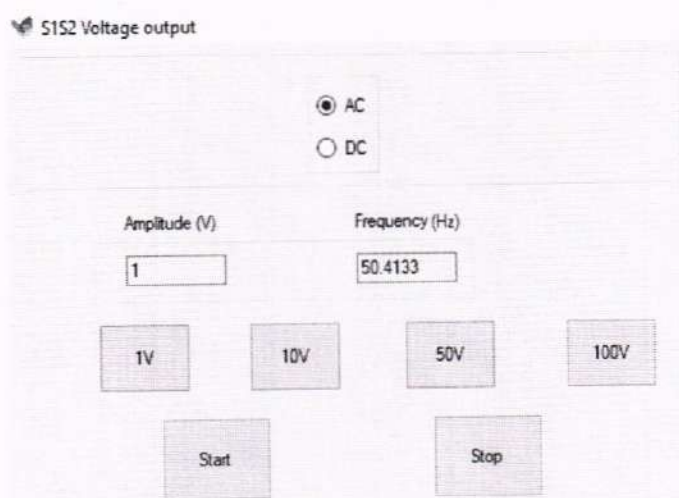 S1S2 Voltage output
AC
DC
Amplitude (V) Frequency (Hz)
1 50.4133
1V 10V 50V 100V
Start Stop